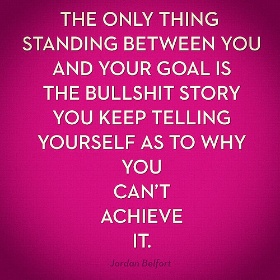 THE ONLY THING
STANDING BETWEEN YOU
AND YOUR GOAL IS
THE BULLSHIT STORY
YOU KEEP TELLING
YOURSELF AS TO WHY
YOU
CAN'T
ACHIEVE
IT.
Jordan Belfort